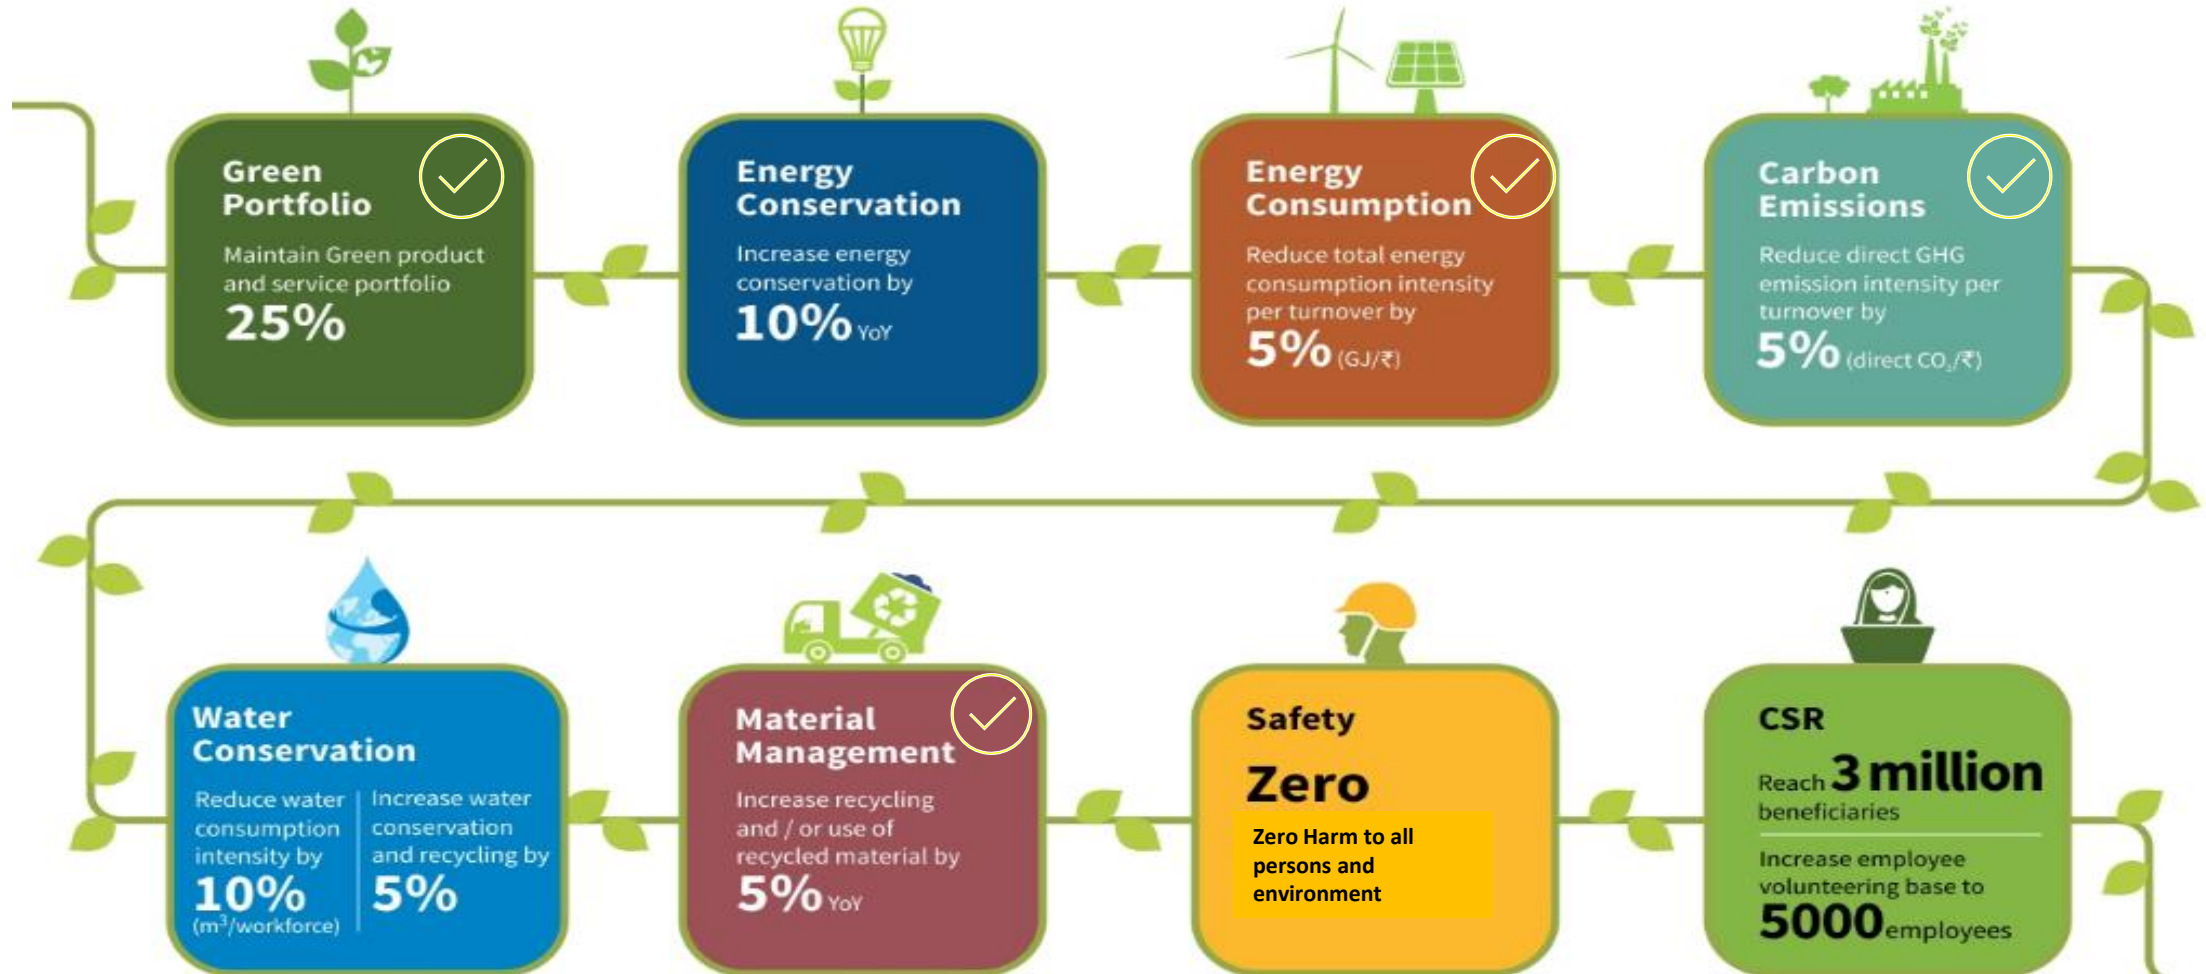 Green
Portfolio
Maintain Green product
and service portfolio
25%
Energy
Conservation
Increase energy
conservation by
10% YoY
Energy
Consumption
Reduce total energy
consumption intensity
per turnover by
5% (GJ/₹)
Carbon
Emissions
Reduce direct GHG
emission intensity per
turnover by
5% (direct CO₂/₹)
Water
Conservation
Reduce water
consumption
intensity by
10%
(m³/workforce)
Increase water
conservation
and recycling by
5%
Material
Management
Increase recycling
and / or use of
recycled material by
5% YoY
Safety
Zero
Zero Harm to all
persons and
environment
CSR
Reach 3 million
beneficiaries
Increase employee
volunteering base to
5000 employees